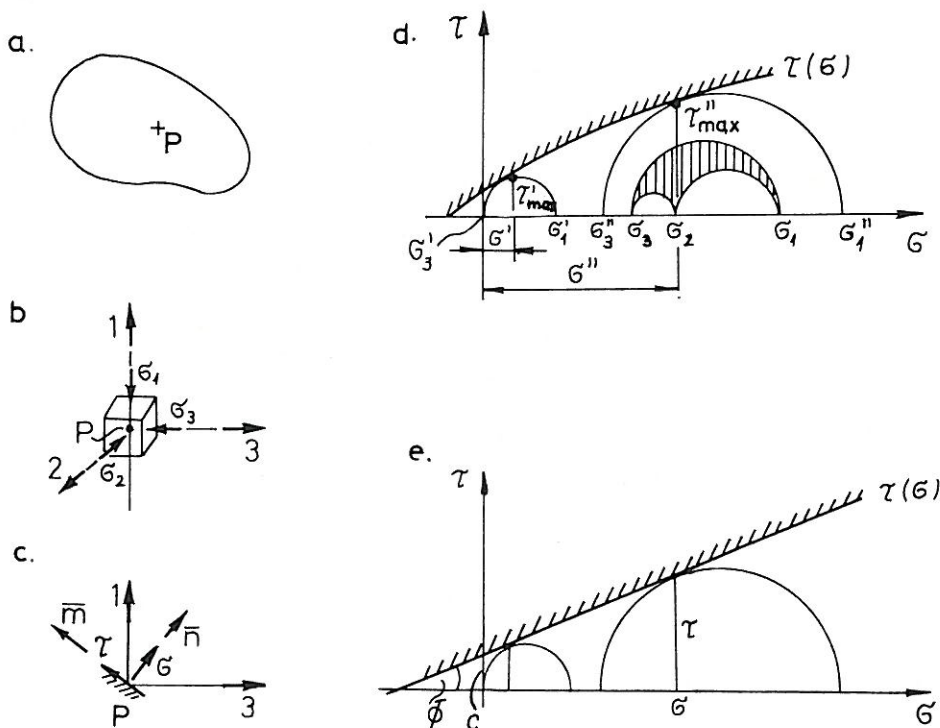 a.
P
b
1
σ₁
P
σ₃
3
2
σ₂
c.
m̅
1
n̅
τ
σ
P
3
d.
τ
τ(σ)
τ''max
τ'max
σ'₃
σ'
σ'₁
σ''₃
σ₃
σ₂
σ₁
σ''₁
σ
σ''
e.
τ
τ(σ)
τ
ϕ
c
σ
σ